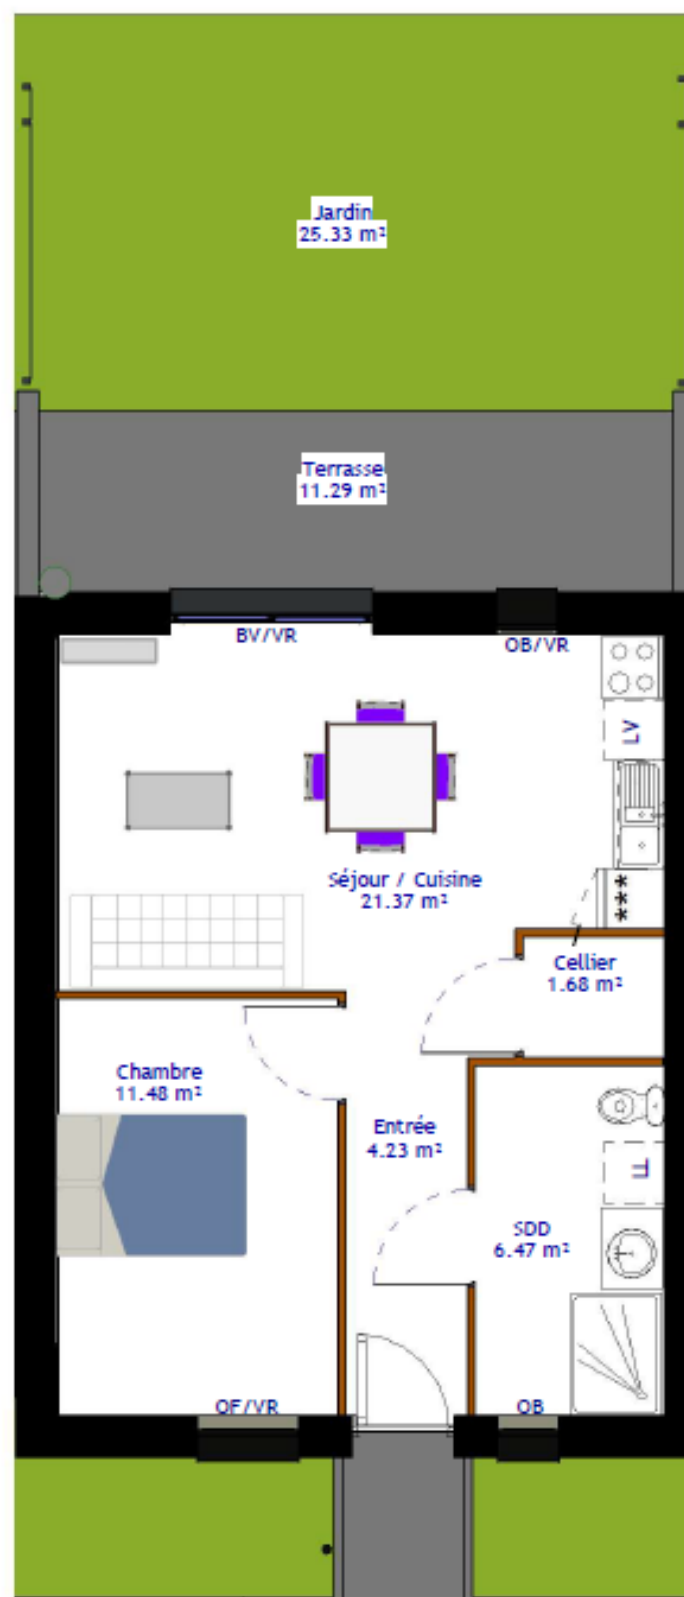 Jardin
25.33 m²
Terrasse
11.29 m²
BV/VR
OB/VR
LV
Séjour / Cuisine
21.37 m²
***
Cellier
1.68 m²
Chambre
11.48 m²
Entrée
4.23 m²
LL
SDD
6.47 m²
OF/VR
OB